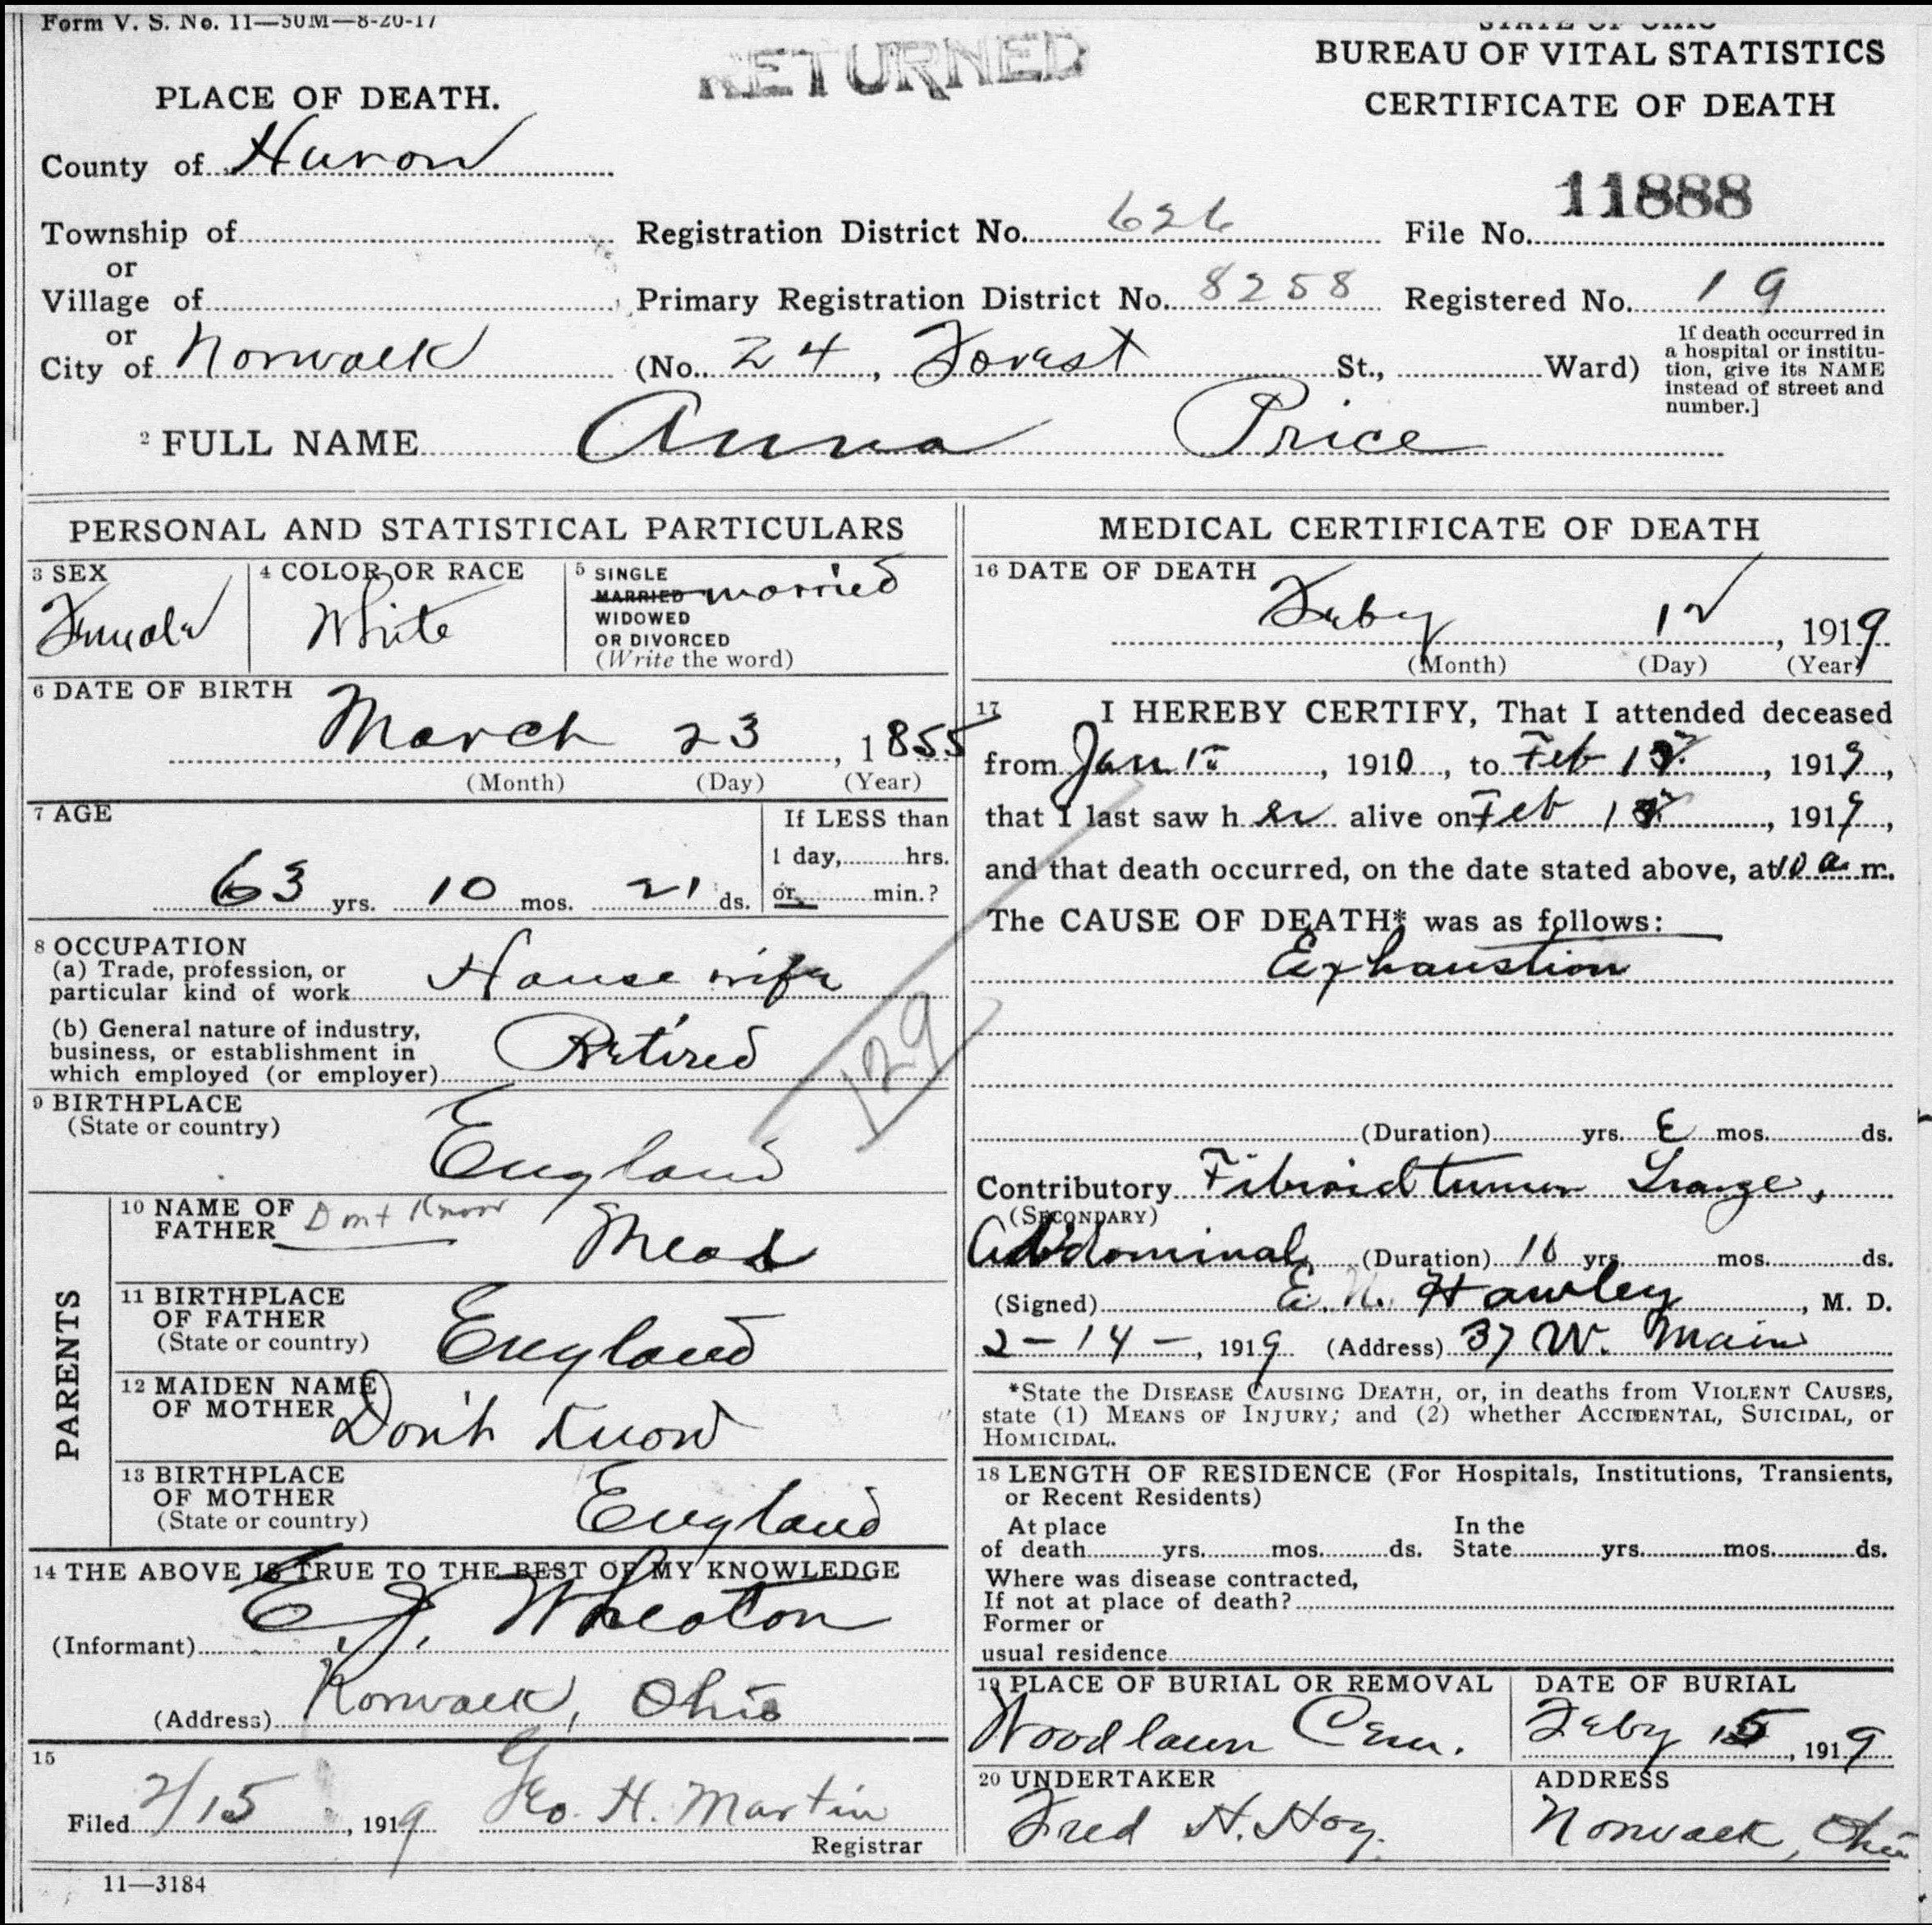 Form V. S. No. 11—50M—8-20-17
RETURNED
STATE OF OHIO
BUREAU OF VITAL STATISTICS
CERTIFICATE OF DEATH
PLACE OF DEATH.
County of Huron
11888
Township of Registration District No. 626 File No.
or
Village of Primary Registration District No. 8258 Registered No. 19
or
City of Norwalk (No. 24, Forest St., Ward)
If death occurred in
a hospital or institu-
tion, give its NAME
instead of street and
number.]
2 FULL NAME Anna Price
PERSONAL AND STATISTICAL PARTICULARS
3 SEX
Female
4 COLOR OR RACE
White
5 SINGLE
MARRIED married
WIDOWED
OR DIVORCED
(Write the word)
6 DATE OF BIRTH
March 23, 1855
(Month) (Day) (Year)
7 AGE
63 yrs. 10 mos. 21 ds.
If LESS than
1 day, hrs.
or min.?
8 OCCUPATION
(a) Trade, profession, or
particular kind of work House wife
(b) General nature of industry,
business, or establishment in
which employed (or employer) Retired
129
9 BIRTHPLACE
(State or country)
England
PARENTS
10 NAME OF
FATHER Dont Know Mead
11 BIRTHPLACE
OF FATHER
(State or country) England
12 MAIDEN NAME
OF MOTHER Don't Know
13 BIRTHPLACE
OF MOTHER
(State or country) England
14 THE ABOVE IS TRUE TO THE BEST OF MY KNOWLEDGE
(Informant) E. J. Wheaton
(Address) Norwalk, Ohio
15
Filed 2/15, 1919 Geo. H. Martin
Registrar
11—3184
MEDICAL CERTIFICATE OF DEATH
16 DATE OF DEATH
Feby 12, 1919
(Month) (Day) (Year)
17 I HEREBY CERTIFY, That I attended deceased
from Jan 1st, 1910, to Feb 12, 1919,
that I last saw h er alive on Feb 12, 1919,
and that death occurred, on the date stated above, at 10 a m.
The CAUSE OF DEATH* was as follows:
Exhaustion
(Duration) yrs. mos. ds.
Contributory Fibroid tumor Large,
(SECONDARY)
Abdominal (Duration) 10 yrs. mos. ds.
(Signed) E. N. Hawley, M. D.
2-14-, 1919 (Address) 37 W. Main
*State the DISEASE CAUSING DEATH, or, in deaths from VIOLENT CAUSES,
state (1) MEANS OF INJURY; and (2) whether ACCIDENTAL, SUICIDAL, or
HOMICIDAL.
18 LENGTH OF RESIDENCE (For Hospitals, Institutions, Transients,
or Recent Residents)
At place In the
of death yrs. mos. ds. State yrs. mos. ds.
Where was disease contracted,
If not at place of death?
Former or
usual residence
19 PLACE OF BURIAL OR REMOVAL
Woodlawn Cem.
DATE OF BURIAL
Feby 15, 1919
20 UNDERTAKER
Fred H. Hoy.
ADDRESS
Norwalk, Ohio